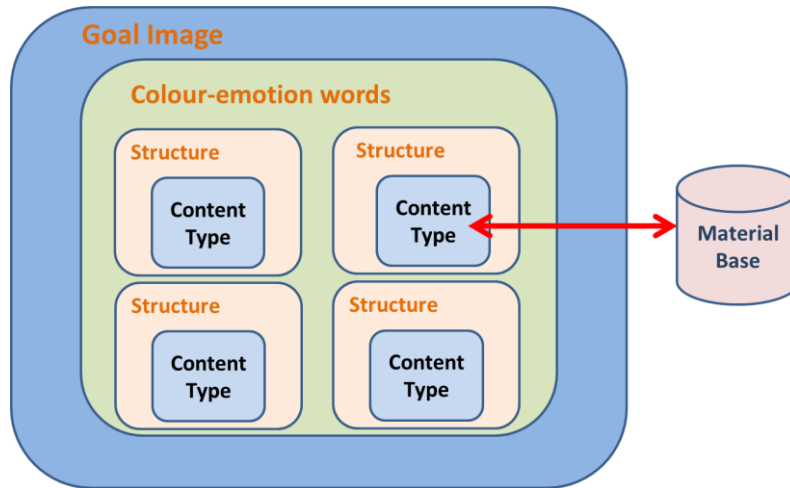 Goal Image
Colour-emotion words
Structure
Structure
Content
Type
Content
Type
Material
Base
Structure
Structure
Content
Type
Content
Type